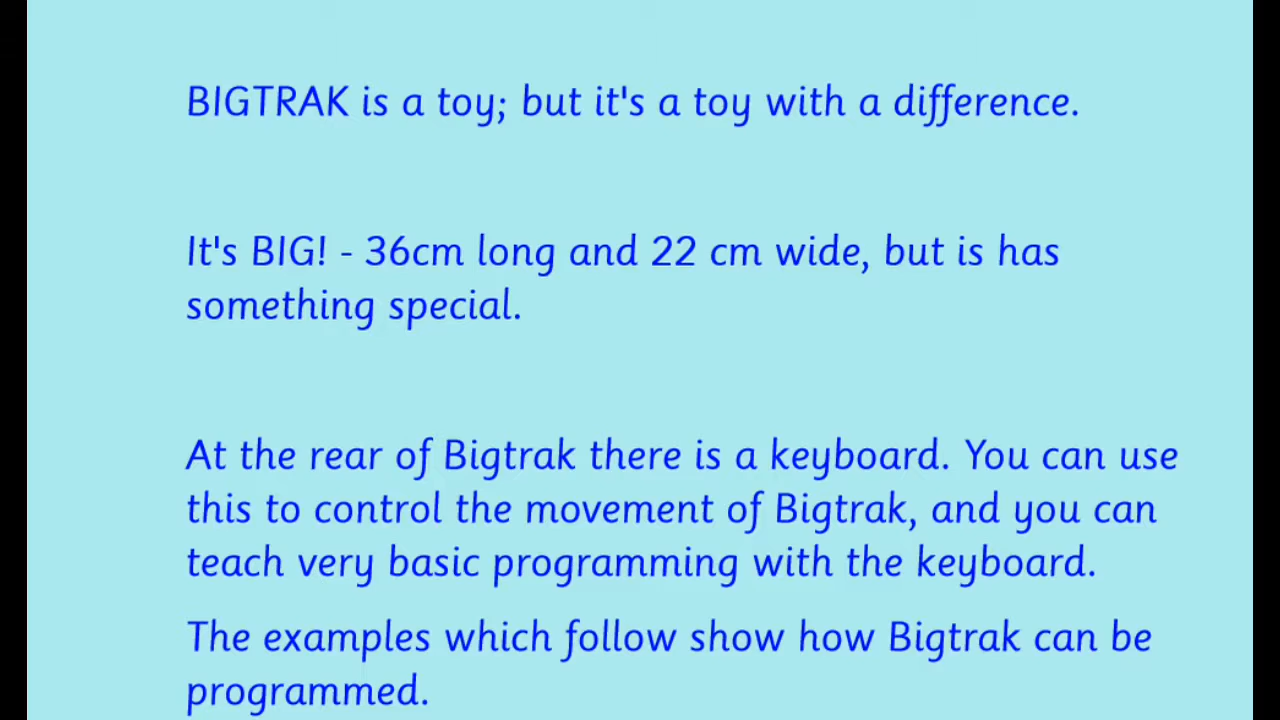 BIGTRAK is a toy; but it's a toy with a difference.
It's BIG! - 36cm long and 22 cm wide, but is has
something special.
At the rear of Bigtrak there is a keyboard. You can use
this to control the movement of Bigtrak, and you can
teach very basic programming with the keyboard.
The examples which follow show how Bigtrak can be
programmed.